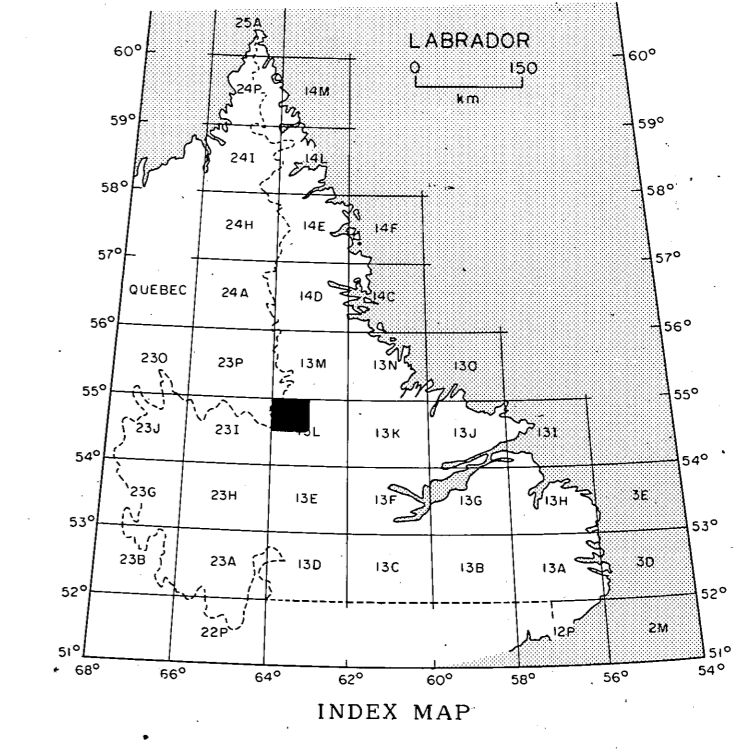 25A
LABRADOR
60° 60°
0 150
km
24P 14M
59° 59°
24I 14L
58° 58°
24H 14E 14F
57° 57°
QUEBEC 24A 14D 14C
56° 56°
23O 23P 13M 13N 13O
55° 55°
23J 23I 13L 13K 13J 13I
54° 54°
23G 23H 13E 13F 13G 13H 3E
53° 53°
23B 23A 13D 13C 13B 13A 3D
52° 52°
22P 12P 2M
51° 51°
68° 66° 64° 62° 60° 58° 56° 54°
INDEX MAP